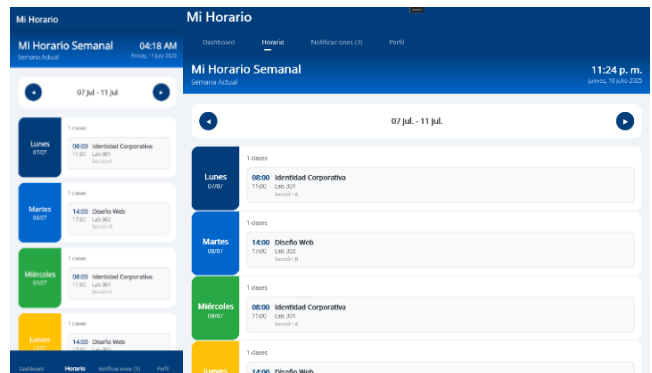 Mi Horario
Mi Horario Semanal
04:18 AM
Semana Actual
Friday, 11 July 2025
07 Jul - 11 Jul
Lunes
07/07
1 clases
08:00 Identidad Corporativa
11:00 Lab 301
Sección A
Martes
08/07
1 clases
14:00 Diseño Web
17:00 Lab 302
Sección B
Miércoles
09/07
1 clases
08:00 Identidad Corporativa
11:00 Lab 301
Sección A
Jueves
1 clases
14:00 Diseño Web
Dashboard Horario Notificaciones (3) Perfil
Mi Horario
Dashboard Horario Notificaciones (3) Perfil
Mi Horario Semanal
11:24 p. m.
Semana Actual
jueves, 10 julio 2025
07 jul. - 11 jul.
Lunes
07/07
1 clases
08:00 Identidad Corporativa
11:00 Lab-301
Sección A
Martes
08/07
1 clases
14:00 Diseño Web
17:00 Lab 302
Sección B
Miércoles
09/07
1 clases
08:00 Identidad Corporativa
11:00 Lab-301
Sección A
Jueves
1 clases
14:00 Diseño Web